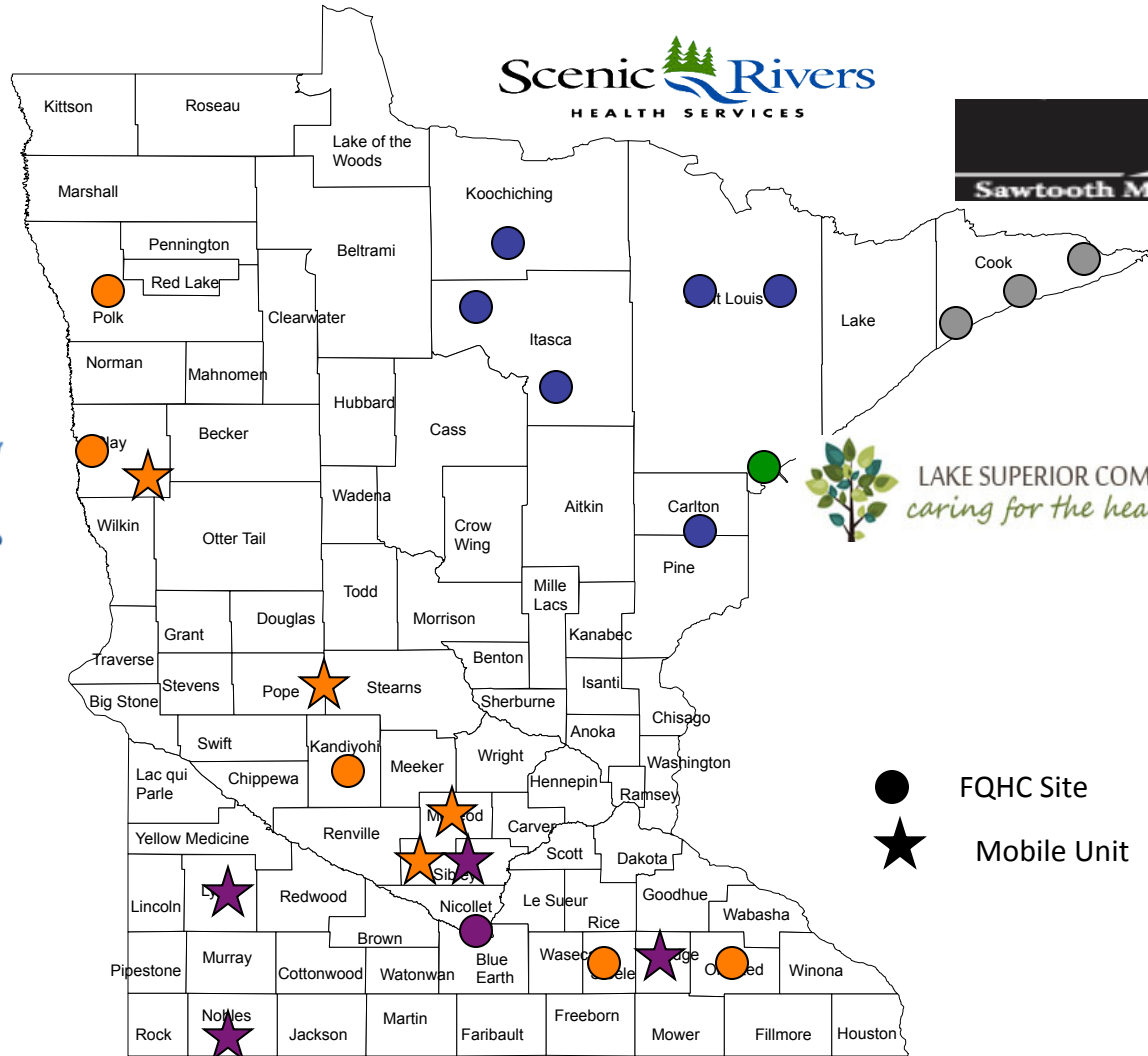 Scenic Rivers
HEALTH SERVICES
Kittson
Roseau
Lake of the
Woods
Sawtooth
Marshall
Koochiching
Pennington
Beltrami
Cook
Red Lake
Polk
Clearwater
Louis
Lake
Itasca
Norman
Mahnomen
Hubbard
Cass
Becker
Wadena
Aitkin
Carlton
LAKE SUPERIOR
caring for the
Wilkin
Otter Tail
Crow
Wing
Pine
Todd
Mille
Lacs
Douglas
Morrison
Grant
Kanabec
Traverse
Benton
Stevens
Pope
Stearns
Isanti
Big Stone
Sherburne
Chisago
Anoka
Swift
Kandiyohi
Wright
Washington
Lac qui
Parle
Chippewa
Meeker
Hennepin
Ramsey
FQHC Site
Renville
Carver
Yellow Medicine
Scott
Dakota
Mobile Unit
Redwood
Nicollet
Le Sueur
Goodhue
Lincoln
Rice
Wabasha
Brown
Murray
Blue
Earth
Pipestone
Cottonwood
Watonwan
Winona
Nobles
Martin
Freeborn
Rock
Jackson
Faribault
Mower
Fillmore
Houston